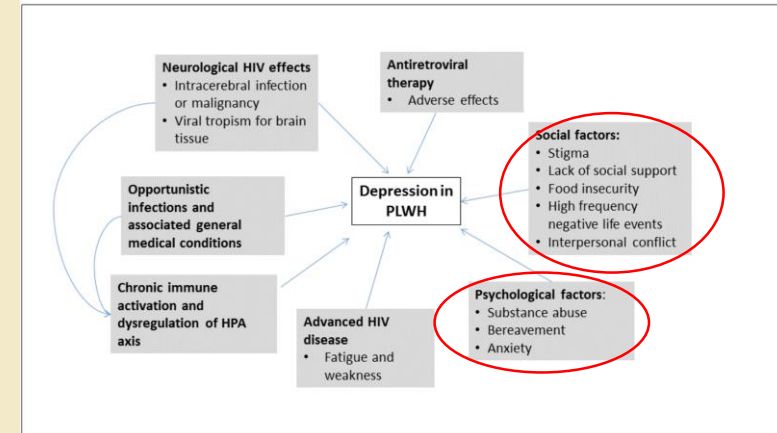 Neurological HIV effects
• Intracerebral infection
or malignancy
• Viral tropism for brain
tissue
Antiretroviral
therapy
• Adverse effects
Social factors:
• Stigma
• Lack of social support
• Food insecurity
• High frequency
negative life events
• Interpersonal conflict
Opportunistic
infections and
associated general
medical conditions
Depression in
PLWH
Chronic immune
activation and
dysregulation of HPA
axis
Advanced HIV
disease
• Fatigue and
weakness
Psychological factors:
• Substance abuse
• Bereavement
• Anxiety